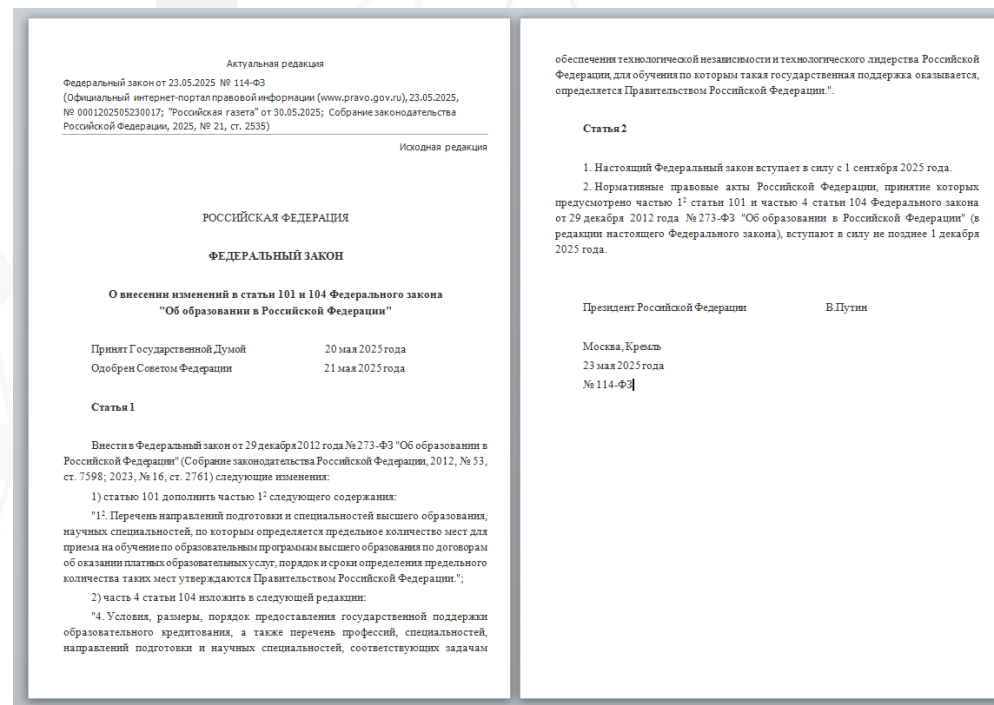 Актуальная редакция
Федеральный закон от 23.05.2025 № 114-ФЗ
(Официальный интернет-портал правовой информации (www.pravo.gov.ru), 23.05.2025,
№ 0001202505230017; "Российская газета" от 30.05.2025; Собрание законодательства
Российской Федерации, 2025, № 21, ст. 2535)
Исходная редакция
РОССИЙСКАЯ ФЕДЕРАЦИЯ
ФЕДЕРАЛЬНЫЙ ЗАКОН
О внесении изменений в статьи 101 и 104 Федерального закона
"Об образовании в Российской Федерации"
Принят Государственной Думой 20 мая 2025 года
Одобрен Советом Федерации 21 мая 2025 года
Статья 1
Внести в Федеральный закон от 29 декабря 2012 года № 273-ФЗ "Об образовании в
Российской Федерации" (Собрание законодательства Российской Федерации, 2012, № 53,
ст. 7598; 2023, № 16, ст. 2761) следующие изменения:
1) статью 101 дополнить частью 1² следующего содержания:
"1². Перечень направлений подготовки и специальностей высшего образования,
научных специальностей, по которым определяется предельное количество мест для
приема на обучение по образовательным программам высшего образования по договорам
об оказании платных образовательных услуг, порядок и сроки определения предельного
количества таких мест утверждаются Правительством Российской Федерации.";
2) часть 4 статьи 104 изложить в следующей редакции:
"4. Условия, размеры, порядок предоставления государственной поддержки
образовательного кредитования, а также перечень профессий, специальностей,
направлений подготовки и научных специальностей, соответствующих задачам
обеспечения технологической независимости и технологического лидерства Российской
Федерации, для обучения по которым такая государственная поддержка оказывается,
определяется Правительством Российской Федерации.".
Статья 2
1. Настоящий Федеральный закон вступает в силу с 1 сентября 2025 года.
2. Нормативные правовые акты Российской Федерации, принятие которых
предусмотрено частью 1² статьи 101 и частью 4 статьи 104 Федерального закона
от 29 декабря 2012 года № 273-ФЗ "Об образовании в Российской Федерации" (в
редакции настоящего Федерального закона), вступают в силу не позднее 1 декабря
2025 года.
Президент Российской Федерации В.Путин
Москва, Кремль
23 мая 2025 года
№ 114-ФЗ